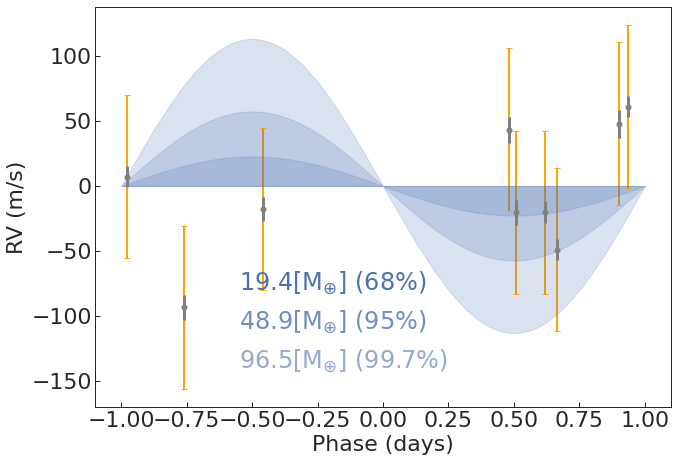 100
50
0
−50
−100
−150
RV (m/s)
19.4[M⊕] (68%)
48.9[M⊕] (95%)
96.5[M⊕] (99.7%)
−1.00 −0.75 −0.50 −0.25 0.00 0.25 0.50 0.75 1.00
Phase (days)